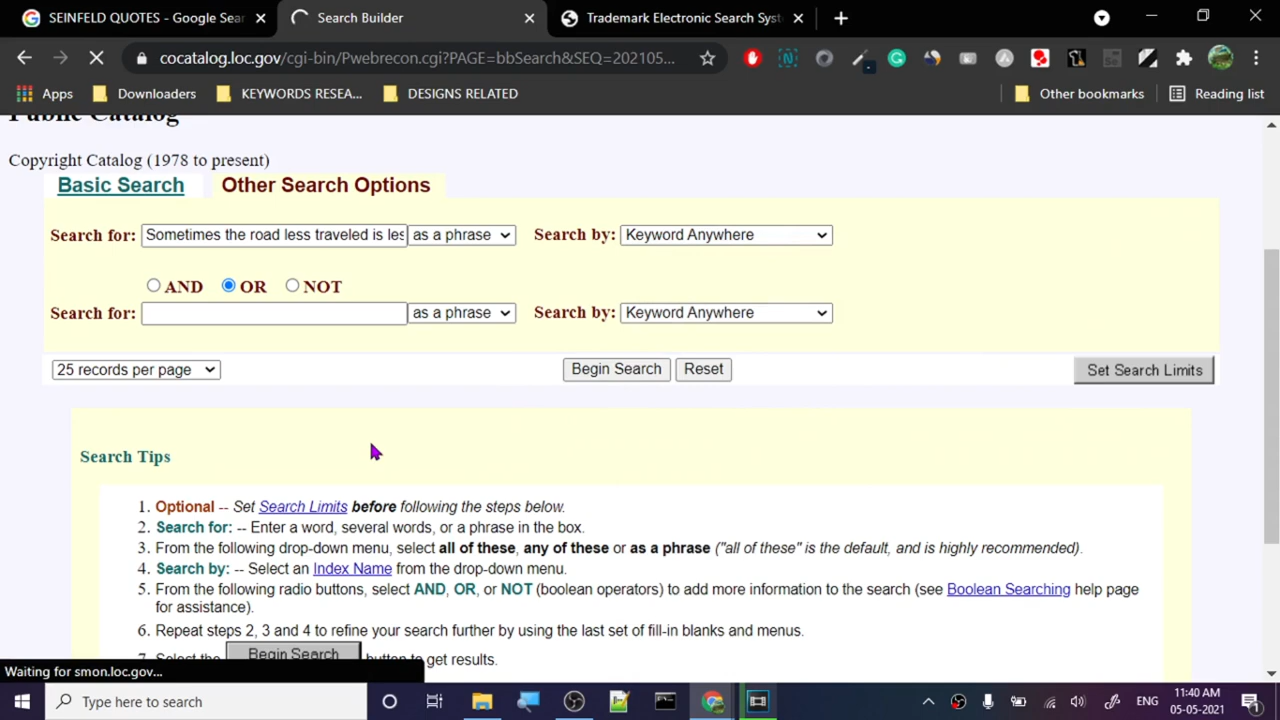 SEINFELD QUOTES - Google Sear
Search Builder
Trademark Electronic Search Syst
cocatalog.loc.gov/cgi-bin/Pwebrecon.cgi?PAGE=bbSearch&SEQ=202105...
Apps
Downloaders
KEYWORDS RESEA...
DESIGNS RELATED
Other bookmarks
Reading list
Public Catalog
Copyright Catalog (1978 to present)
Basic Search
Other Search Options
Search for: Sometimes the road less traveled is les as a phrase Search by: Keyword Anywhere
AND OR NOT
Search for: as a phrase Search by: Keyword Anywhere
25 records per page Begin Search Reset Set Search Limits
Search Tips
1. Optional -- Set Search Limits before following the steps below.
2. Search for: -- Enter a word, several words, or a phrase in the box.
3. From the following drop-down menu, select all of these, any of these or as a phrase ("all of these" is the default, and is highly recommended).
4. Search by: -- Select an Index Name from the drop-down menu.
5. From the following radio buttons, select AND, OR, or NOT (boolean operators) to add more information to the search (see Boolean Searching help page
for assistance).
6. Repeat steps 2, 3 and 4 to refine your search further by using the last set of fill-in blanks and menus.
7. Select the Begin Search button to get results.
Waiting for smon.loc.gov...
Type here to search
ENG
11:40 AM
05-05-2021
1